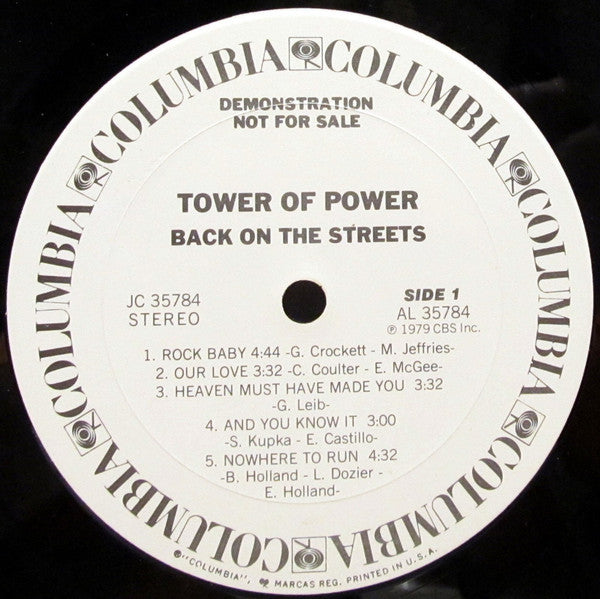 COLUMBIA COLUMBIA COLUMBIA COLUMBIA COLUMBIA COLUMBIA COLUMBIA COLUMBIA
DEMONSTRATION
NOT FOR SALE
TOWER OF POWER
BACK ON THE STREETS
JC 35784
STEREO
SIDE 1
AL 35784
℗ 1979 CBS Inc.
1. ROCK BABY 4:44 -G. Crockett - M. Jeffries-
2. OUR LOVE 3:32 -C. Coulter - E. McGee-
3. HEAVEN MUST HAVE MADE YOU 3:32
-G. Leib-
4. AND YOU KNOW IT 3:00
-S. Kupka - E. Castillo-
5. NOWHERE TO RUN 4:32
-B. Holland - L. Dozier -
E. Holland-
"COLUMBIA", MARCAS REG. PRINTED IN U.S.A.